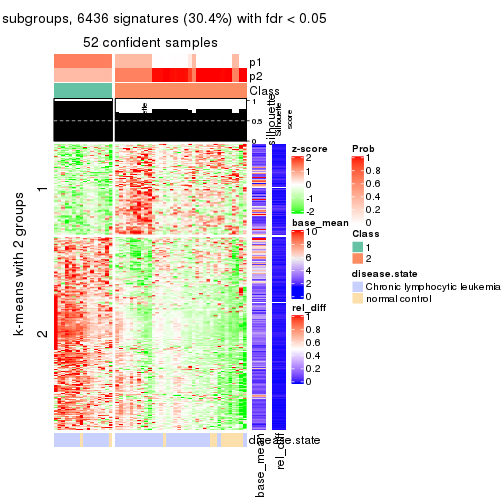 subgroups, 6436 signatures (30.4%) with fdr < 0.05
52 confident samples
p1
p2
Class
1
0.5
0
silhouette
Silhouette
score
k-means with 2 groups
1
2
z-score
2
1
0
-1
-2
base_mean
10
8
6
4
2
0
rel_diff
1
0.8
0.6
0.4
0.2
0
Prob
1
0.8
0.6
0.4
0.2
0
Class
1
2
disease.state
Chronic lymphocytic leukemia
normal control
disease.state
base_mean
rel_diff